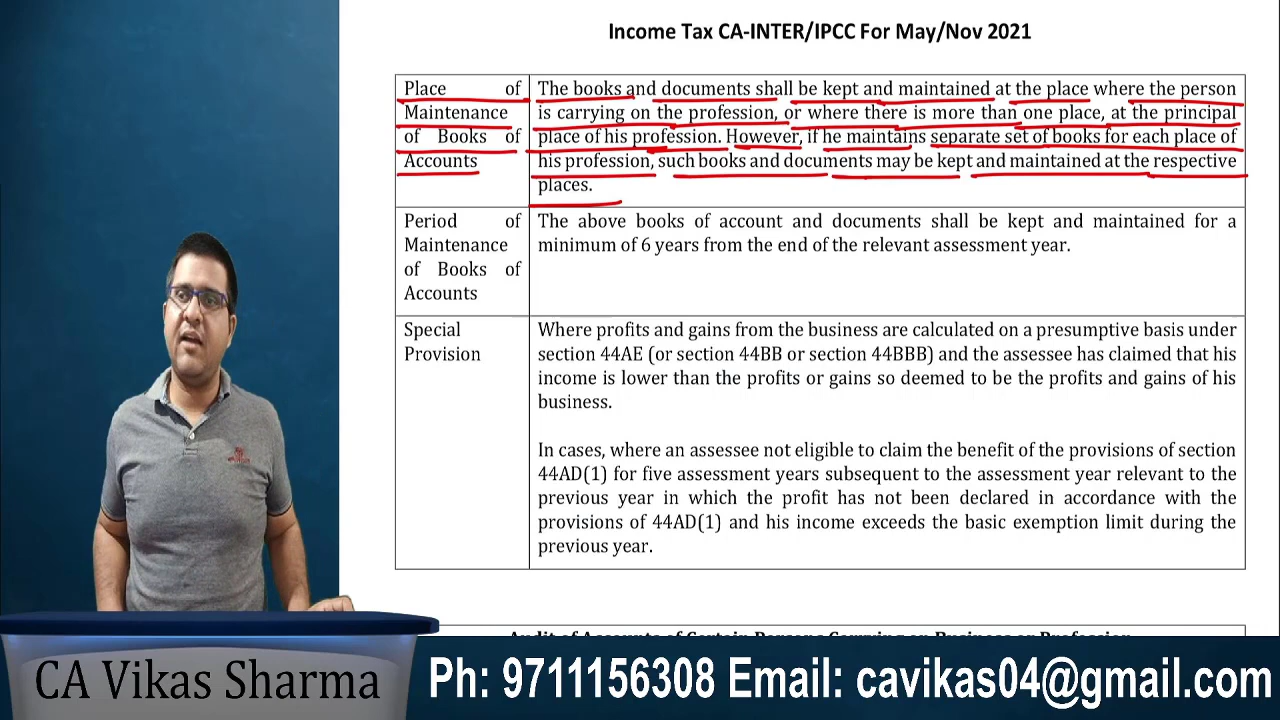 Income Tax CA-INTER/IPCC For May/Nov 2021
Place of
Maintenance
of Books of
Accounts
The books and documents shall be kept and maintained at the place where the person
is carrying on the profession, or where there is more than one place, at the principal
place of his profession. However, if he maintains separate set of books for each place of
his profession, such books and documents may be kept and maintained at the respective
places.
Period of
Maintenance
of Books of
Accounts
The above books of account and documents shall be kept and maintained for a
minimum of 6 years from the end of the relevant assessment year.
Special
Provision
Where profits and gains from the business are calculated on a presumptive basis under
section 44AE (or section 44BB or section 44BBB) and the assessee has claimed that his
income is lower than the profits or gains so deemed to be the profits and gains of his
business.
In cases, where an assessee not eligible to claim the benefit of the provisions of section
44AD(1) for five assessment years subsequent to the assessment year relevant to the
previous year in which the profit has not been declared in accordance with the
provisions of 44AD(1) and his income exceeds the basic exemption limit during the
previous year.
Audit of Accounts of Certain Persons Carrying on Business or Profession
CA Vikas Sharma
Ph: 9711156308 Email: cavikas04@gmail.com